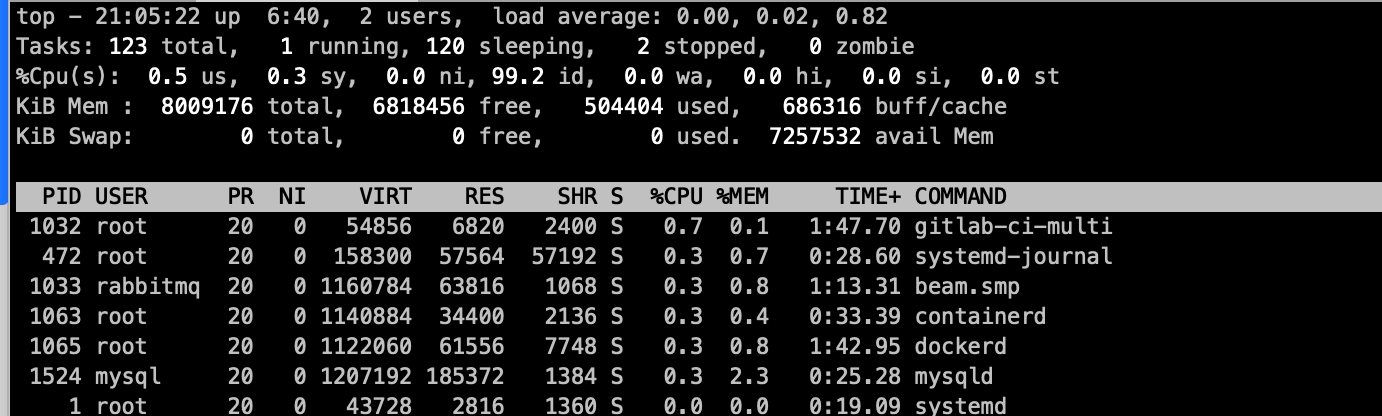 top - 21:05:22 up  6:40,  2 users,  load average: 0.00, 0.02, 0.82
Tasks: 123 total,   1 running, 120 sleeping,   2 stopped,   0 zombie
%Cpu(s):  0.5 us,  0.3 sy,  0.0 ni, 99.2 id,  0.0 wa,  0.0 hi,  0.0 si,  0.0 st
KiB Mem :  8009176 total,  6818456 free,   504404 used,   686316 buff/cache
KiB Swap:        0 total,        0 free,        0 used.  7257532 avail Mem
  PID USER      PR  NI    VIRT    RES    SHR S  %CPU %MEM     TIME+ COMMAND
 1032 root      20   0   54856   6820   2400 S   0.7  0.1   1:47.70 gitlab-ci-multi
  472 root      20   0  158300  57564  57192 S   0.3  0.7   0:28.60 systemd-journal
 1033 rabbitmq  20   0 1160784  63816   1068 S   0.3  0.8   1:13.31 beam.smp
 1063 root      20   0 1140884  34400   2136 S   0.3  0.4   0:33.39 containerd
 1065 root      20   0 1122060  61556   7748 S   0.3  0.8   1:42.95 dockerd
 1524 mysql     20   0 1207192 185372   1384 S   0.3  2.3   0:25.28 mysqld
    1 root      20   0   43728   2816   1360 S   0.0  0.0   0:19.09 systemd